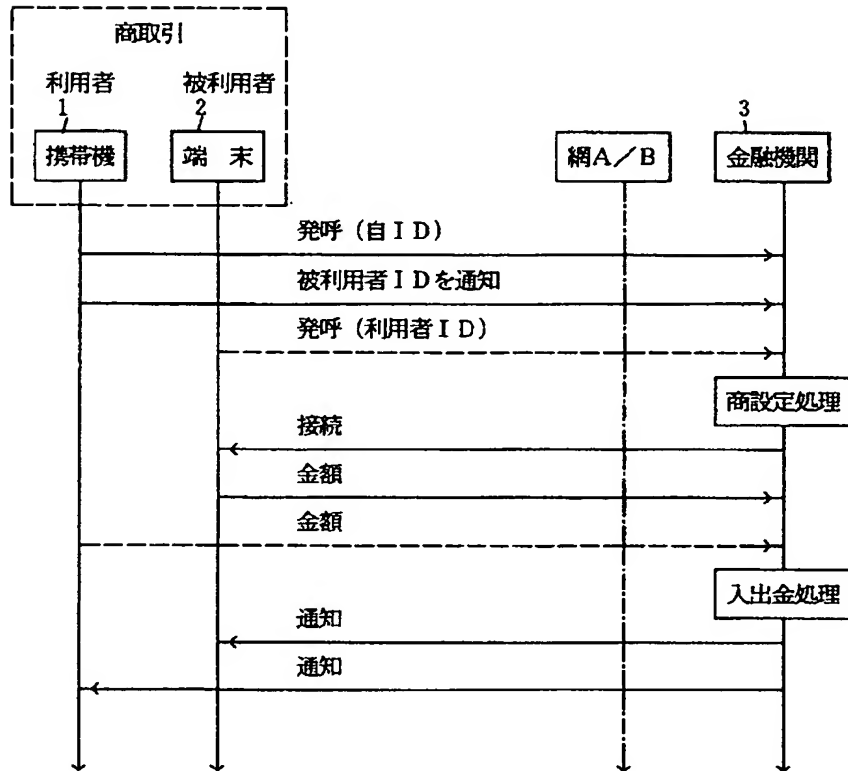 商取引
利用者 被利用者
1 2 3
携帯機 端 末 網A/B 金融機関
発呼(自ID)
被利用者IDを通知
発呼(利用者ID)
商設定処理
接続
金額
金額
入出金処理
通知
通知